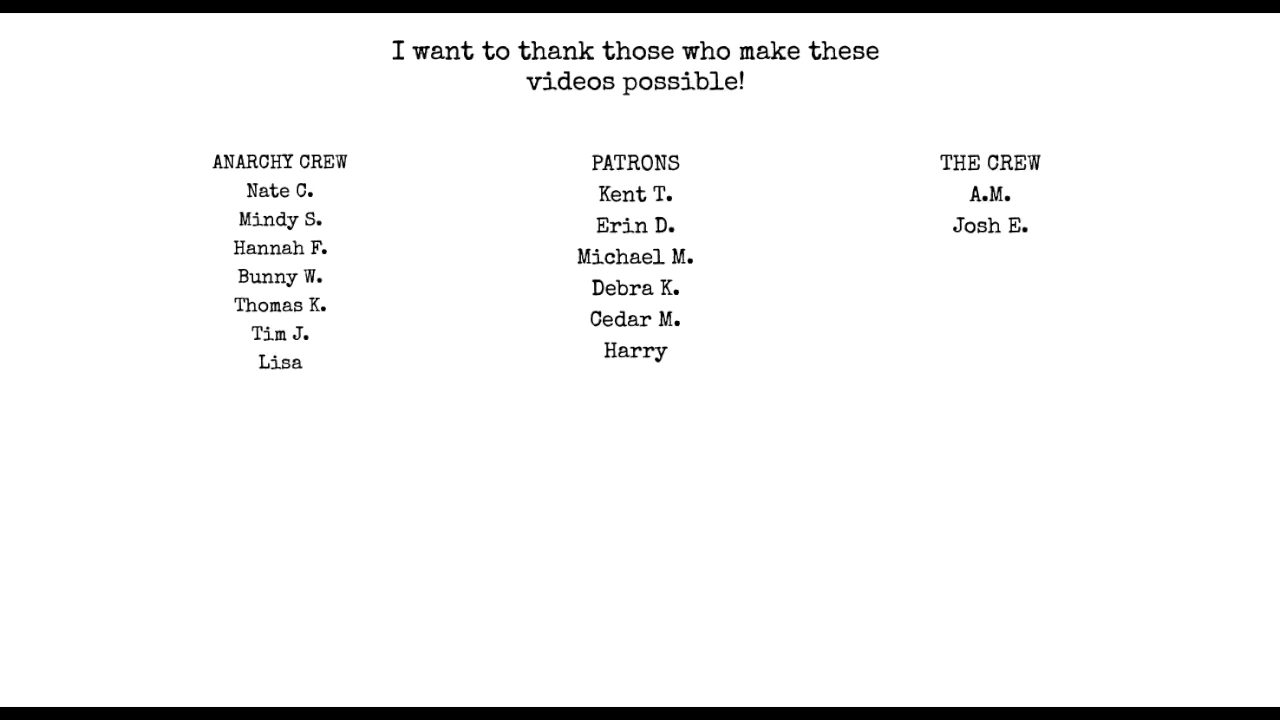 I want to thank those who make these
videos possible!
ANARCHY CREW
Nate C.
Mindy S.
Hannah F.
Bunny W.
Thomas K.
Tim J.
Lisa
PATRONS
Kent T.
Erin D.
Michael M.
Debra K.
Cedar M.
Harry
THE CREW
A.M.
Josh E.